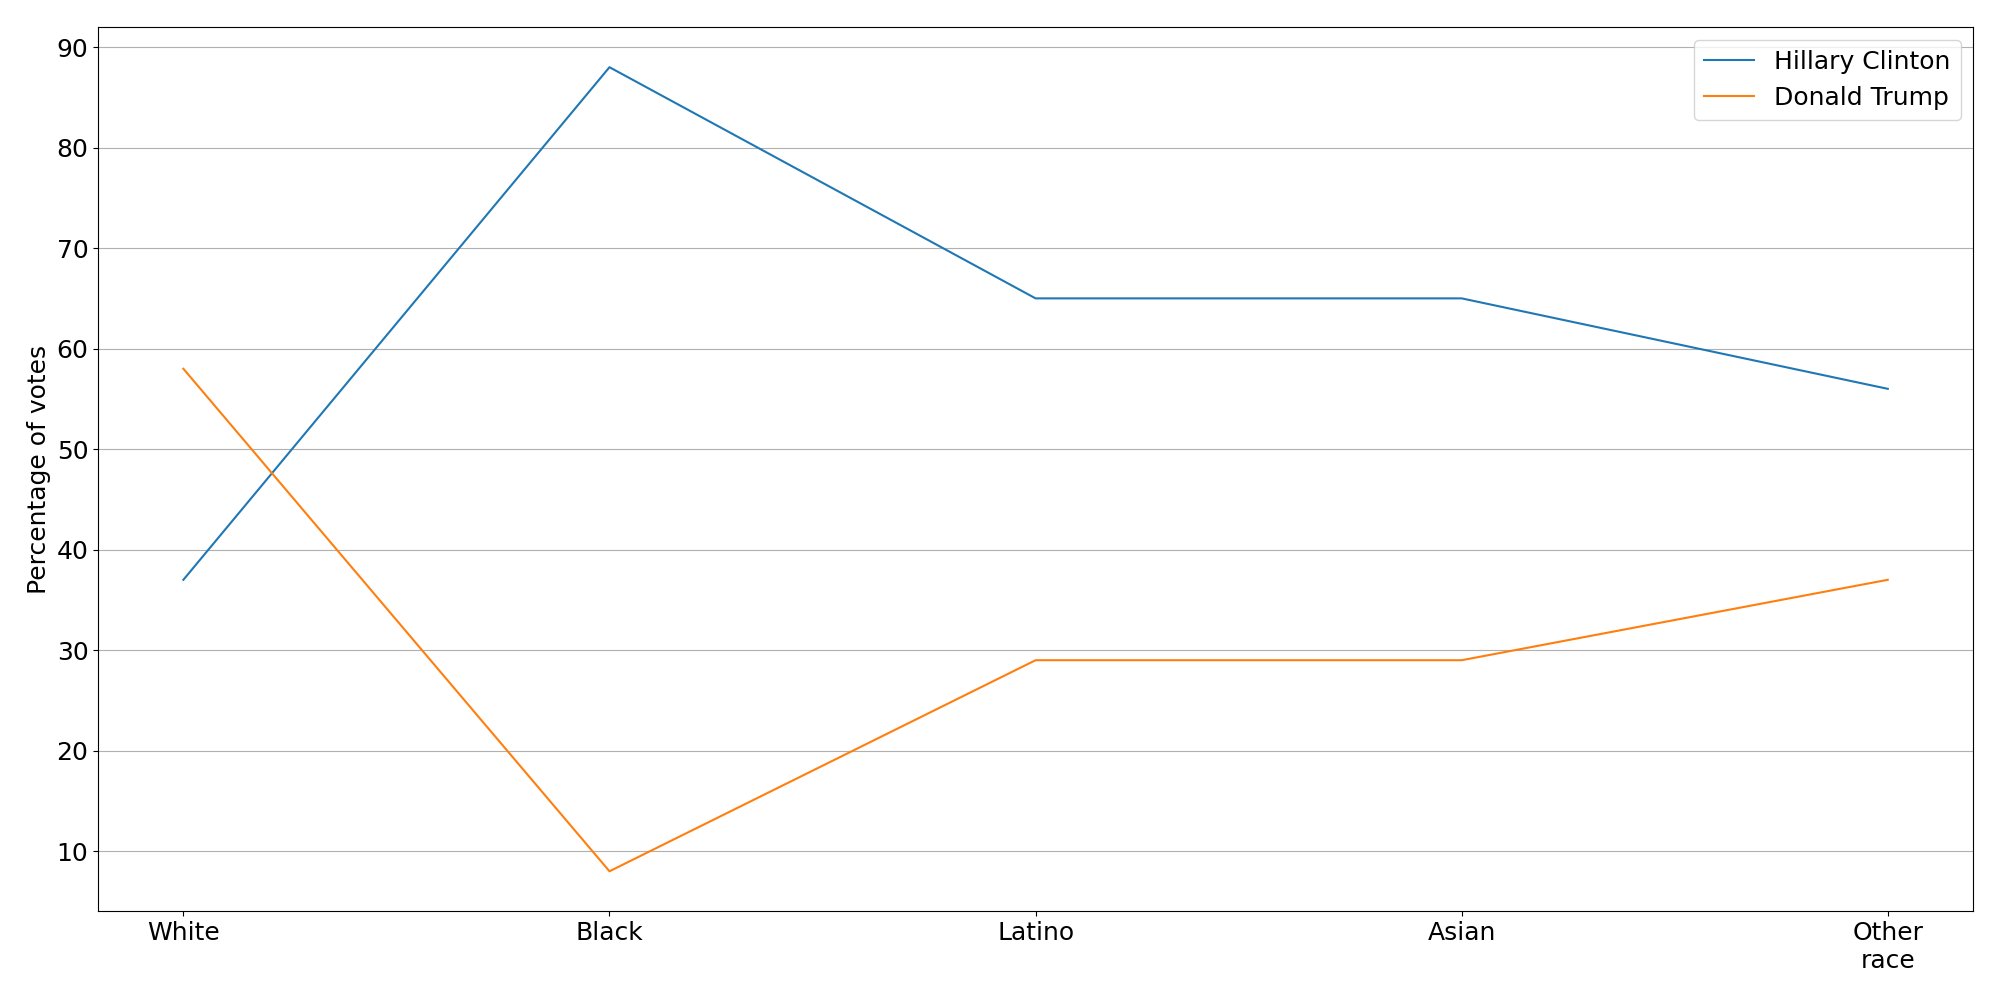 Hillary Clinton
Donald Trump
Percentage of votes
90
80
70
60
50
40
30
20
10
White
Black
Latino
Asian
Other
race